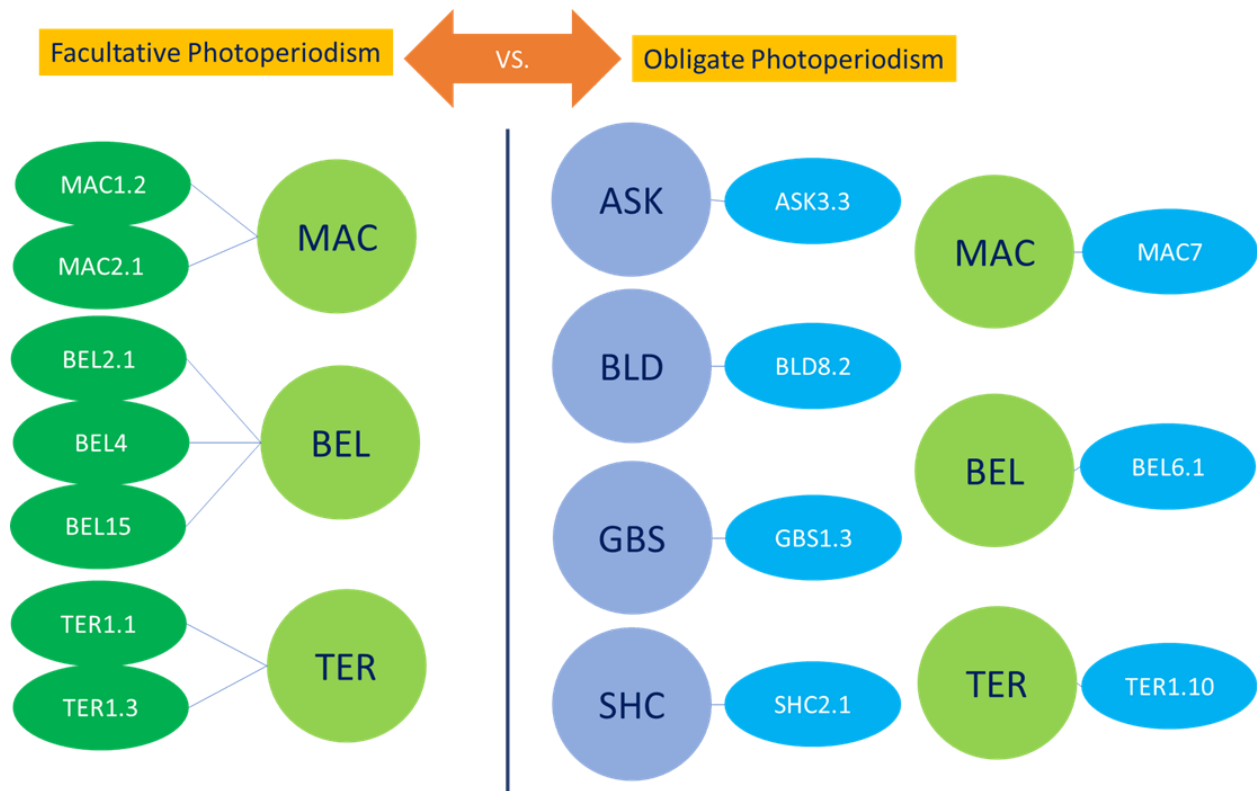 Facultative Photoperiodism
VS.
Obligate Photoperiodism
MAC1.2
MAC2.1
MAC
BEL2.1
BEL4
BEL15
BEL
TER1.1
TER1.3
TER
ASK
ASK3.3
BLD
BLD8.2
GBS
GBS1.3
SHC
SHC2.1
MAC
MAC7
BEL
BEL6.1
TER
TER1.10